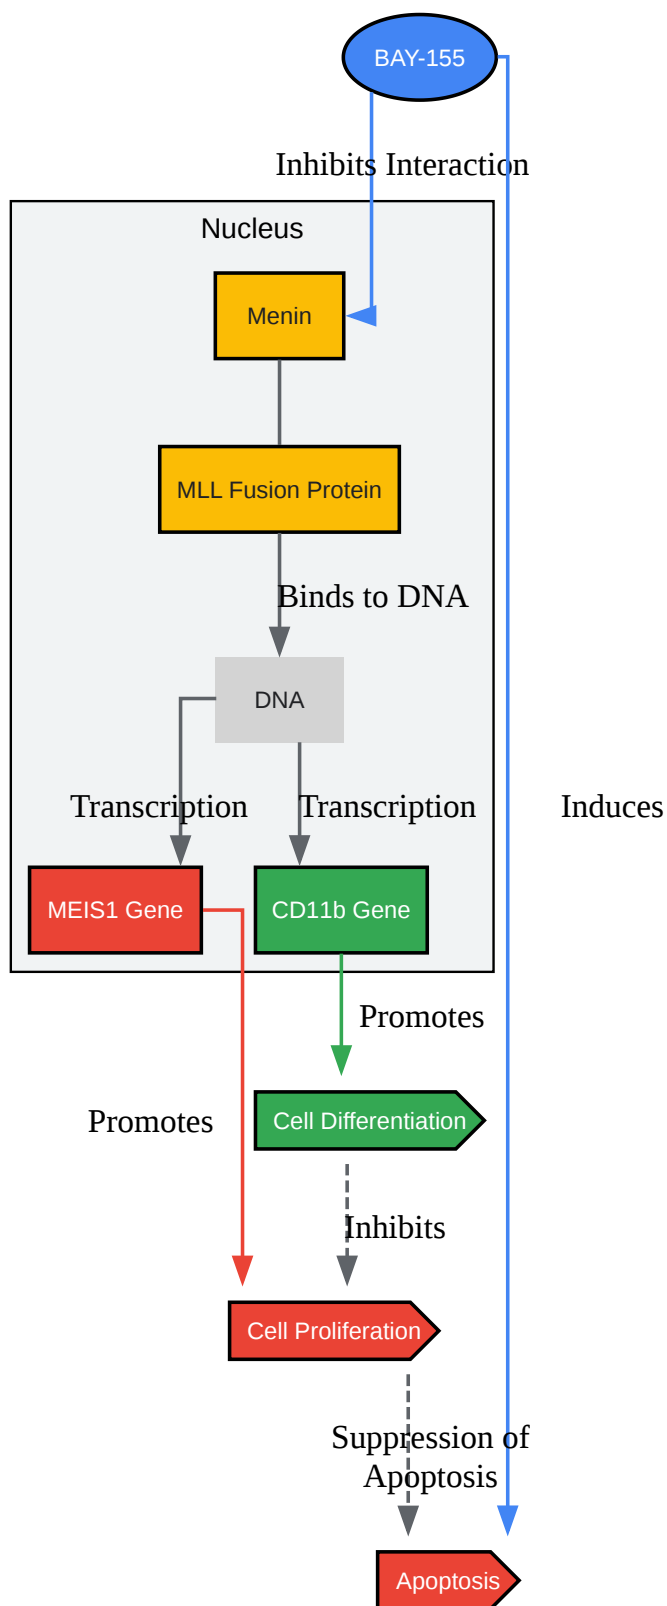 BAY-155
Inhibits Interaction
Nucleus
Menin
MLL Fusion Protein
Binds to DNA
DNA
Transcription
Transcription
Induces
MEIS1 Gene
CD11b Gene
Promotes
Promotes
Cell Differentiation
Inhibits
Cell Proliferation
Suppression of
Apoptosis
Apoptosis